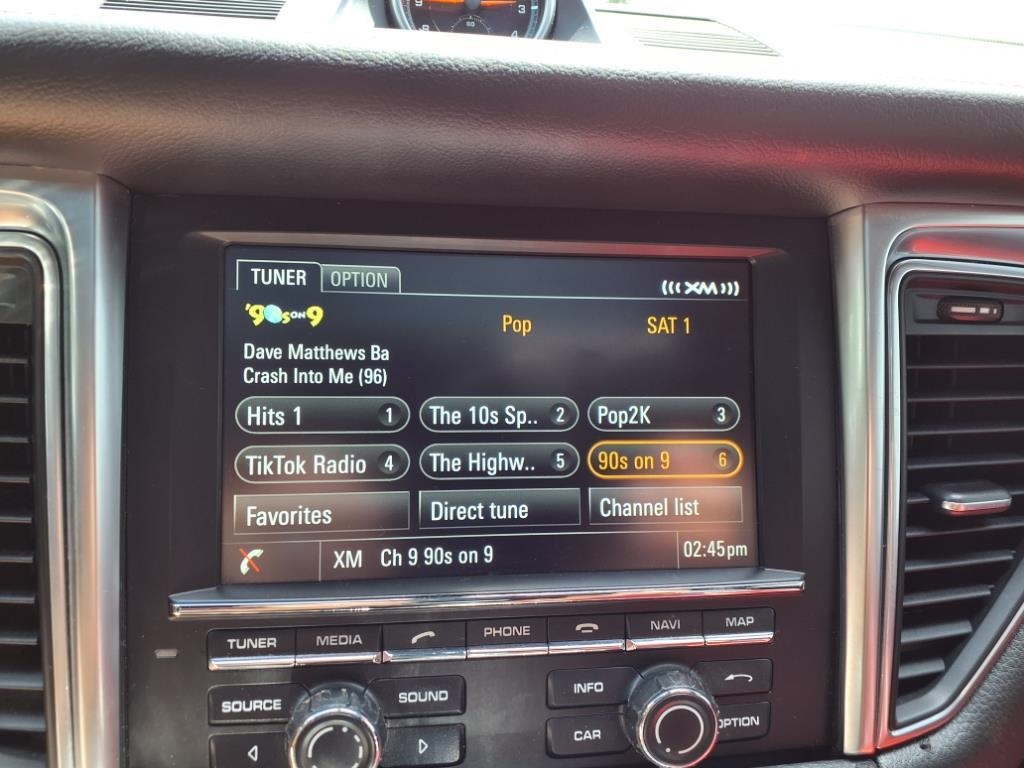 9 3
TUNER OPTION
((( XM )))
'90s ON 9
Pop SAT 1
Dave Matthews Ba
Crash Into Me (96)
Hits 1 1 The 10s Sp.. 2 Pop2K 3
TikTok Radio 4 The Highw.. 5 90s on 9 6
Favorites Direct tune Channel list
XM Ch 9 90s on 9 02:45pm
TUNER MEDIA PHONE NAVI MAP
SOURCE SOUND INFO
CAR OPTION